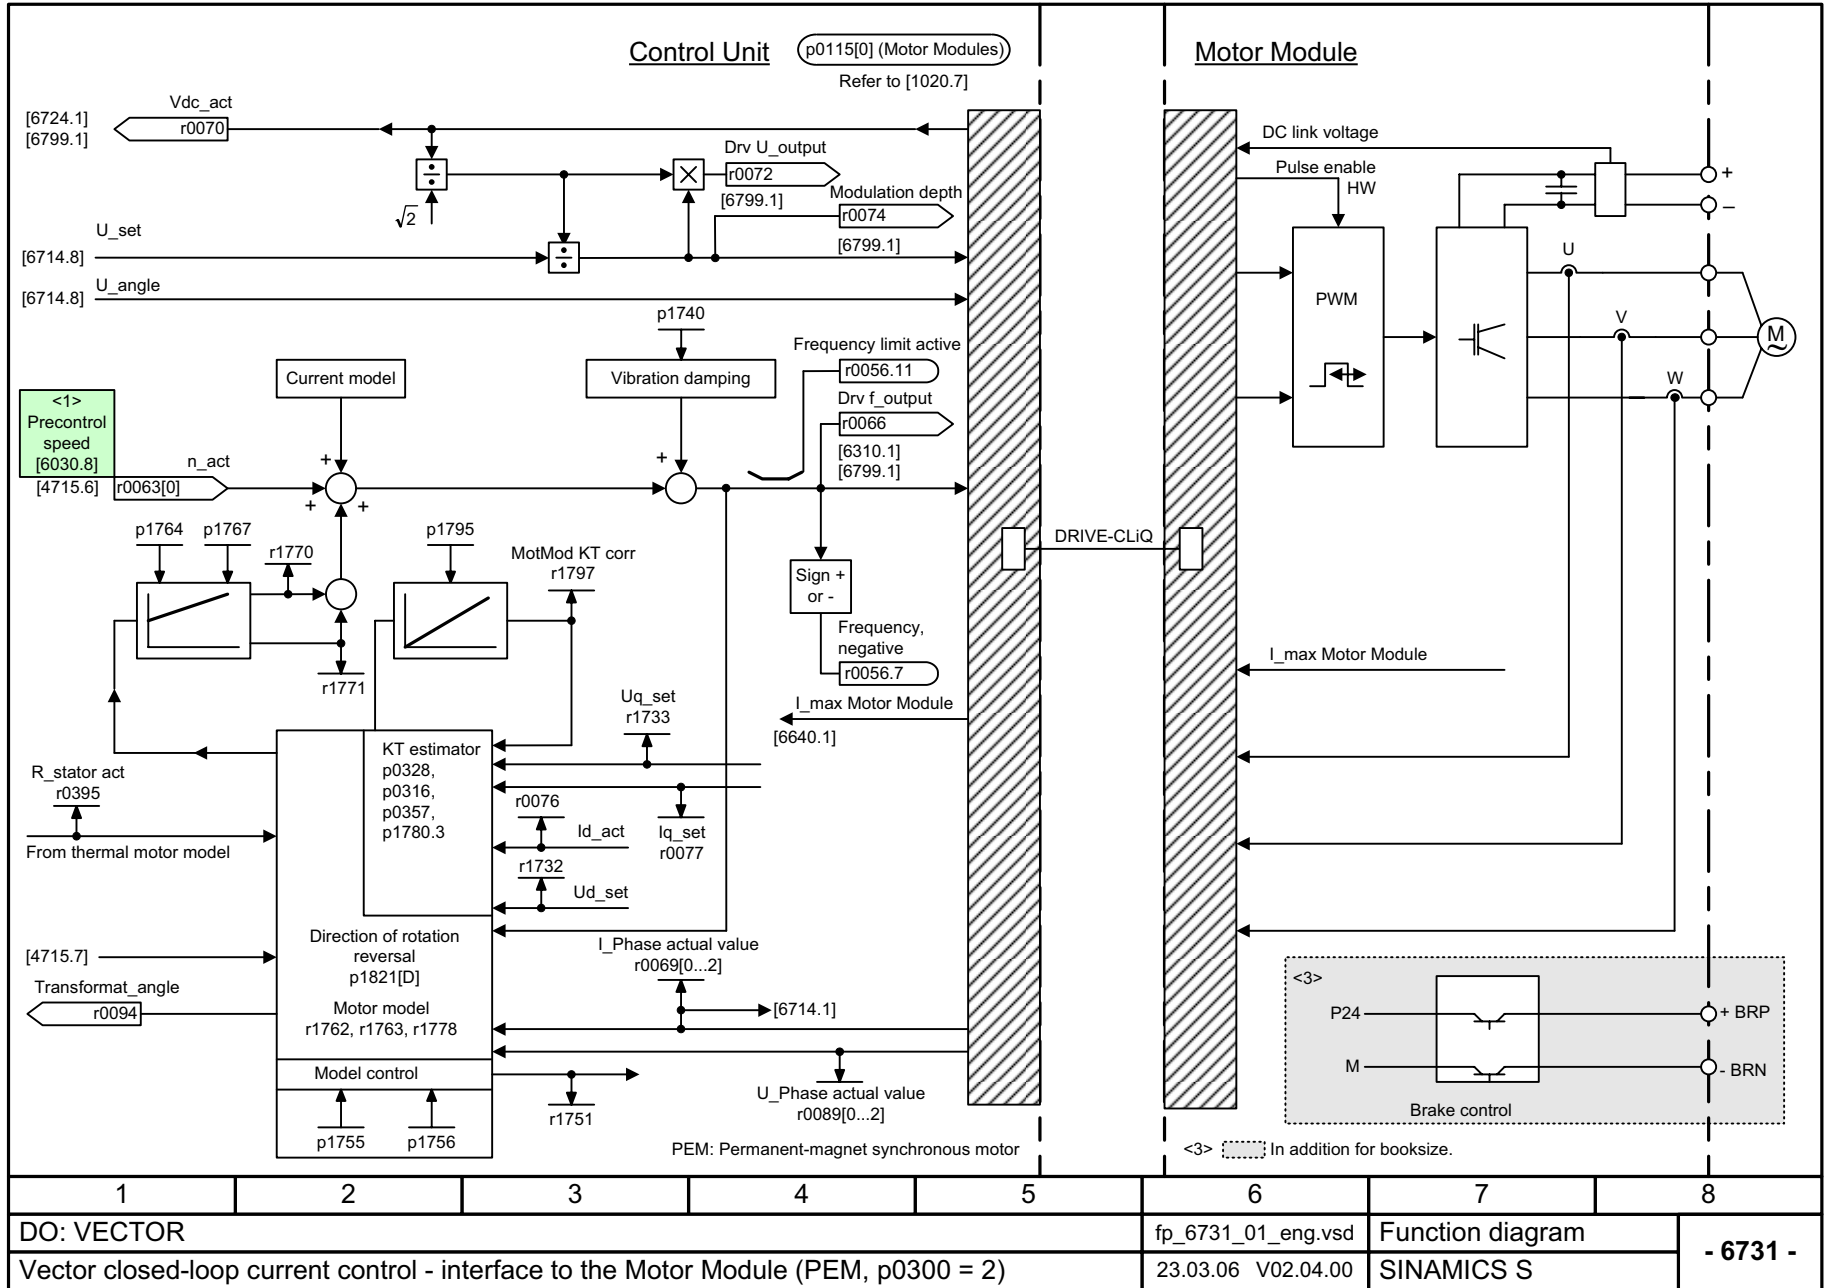 Control Unit
p0115[0] (Motor Modules)
Refer to [1020.7]
Motor Module
Vdc_act
[6724.1]
[6799.1]
r0070
÷
√2
×
Drv U_output
r0072
[6799.1]
Modulation depth
r0074
[6799.1]
U_set
[6714.8]
÷
U_angle
[6714.8]
p1740
Current model
Vibration damping
Frequency limit active
r0056.11
Drv f_output
r0066
[6310.1]
[6799.1]
<1>
Precontrol
speed
[6030.8]
[4715.6]
n_act
r0063[0]
+
+
+
+
p1764
p1767
r1770
r1771
p1795
MotMod KT corr
r1797
Sign +
or -
Frequency,
negative
r0056.7
I_max Motor Module
[6640.1]
Uq_set
r1733
KT estimator
p0328,
p0316,
p0357,
p1780.3
r0076
Id_act
Iq_set
r0077
r1732
Ud_set
R_stator act
r0395
From thermal motor model
[4715.7]
Direction of rotation
reversal
p1821[D]
Transformat_angle
r0094
Motor model
r1762, r1763, r1778
I_Phase actual value
r0069[0...2]
[6714.1]
Model control
p1755
p1756
r1751
U_Phase actual value
r0089[0...2]
PEM: Permanent-magnet synchronous motor
DRIVE-CLiQ
DC link voltage
Pulse enable
HW
+
–
PWM
U
V
W
M
~
I_max Motor Module
<3>
P24
+ BRP
M
- BRN
Brake control
<3> In addition for booksize.
1 2 3 4 5 6 7 8
DO: VECTOR
fp_6731_01_eng.vsd
Function diagram
- 6731 -
Vector closed-loop current control - interface to the Motor Module (PEM, p0300 = 2)
23.03.06 V02.04.00
SINAMICS S